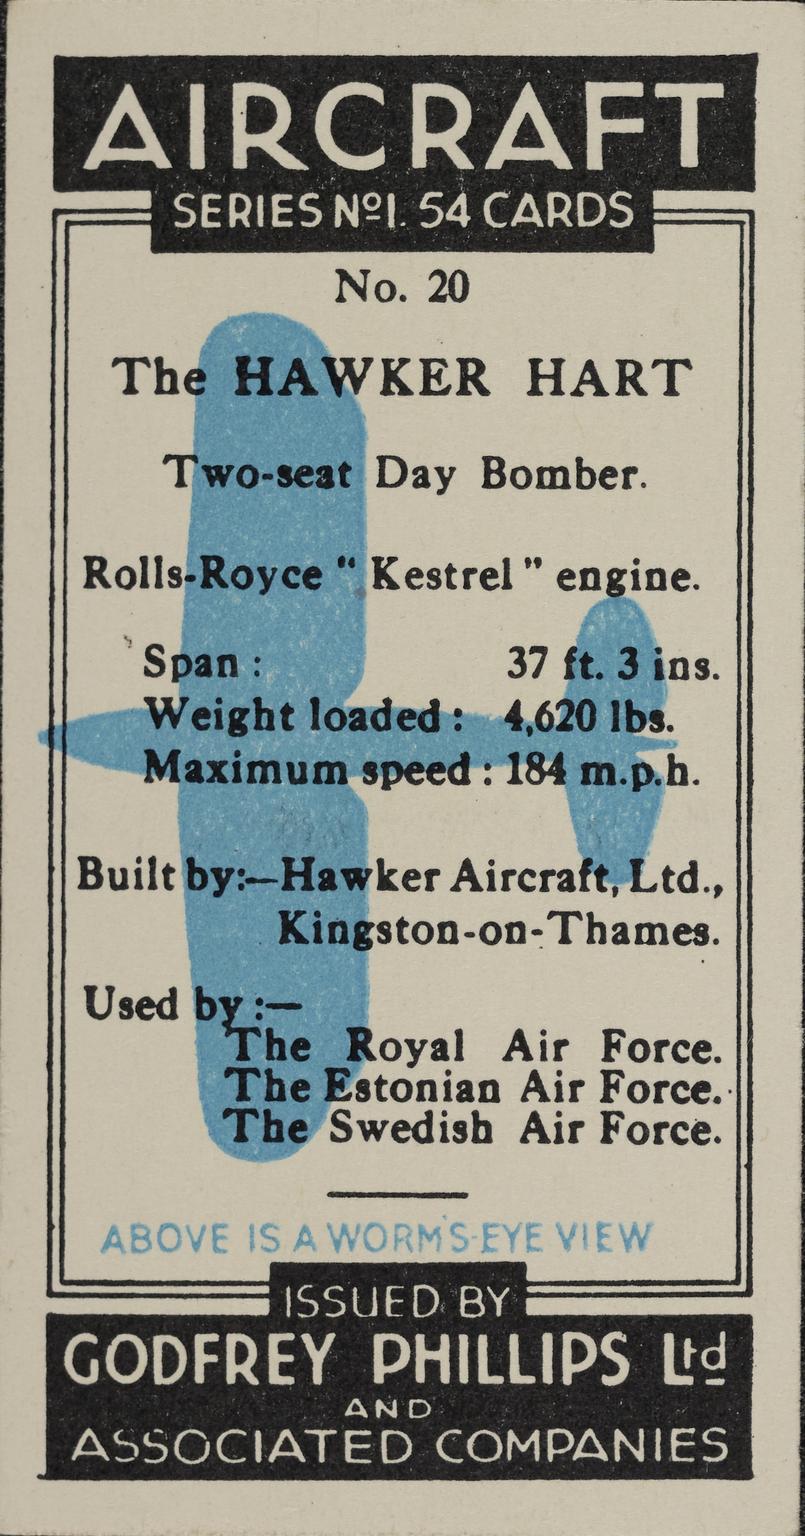 AIRCRAFT
SERIES Nº1. 54 CARDS
No. 20
The HAWKER HART
Two-seat Day Bomber.
Rolls-Royce "Kestrel" engine.
Span : 37 ft. 3 ins.
Weight loaded : 4,620 lbs.
Maximum speed : 184 m.p.h.
Built by:—Hawker Aircraft, Ltd.,
Kingston-on-Thames.
Used by :—
The Royal Air Force.
The Estonian Air Force.
The Swedish Air Force.
ABOVE IS A WORM'S-EYE VIEW
ISSUED BY
GODFREY PHILLIPS Ltd
AND
ASSOCIATED COMPANIES